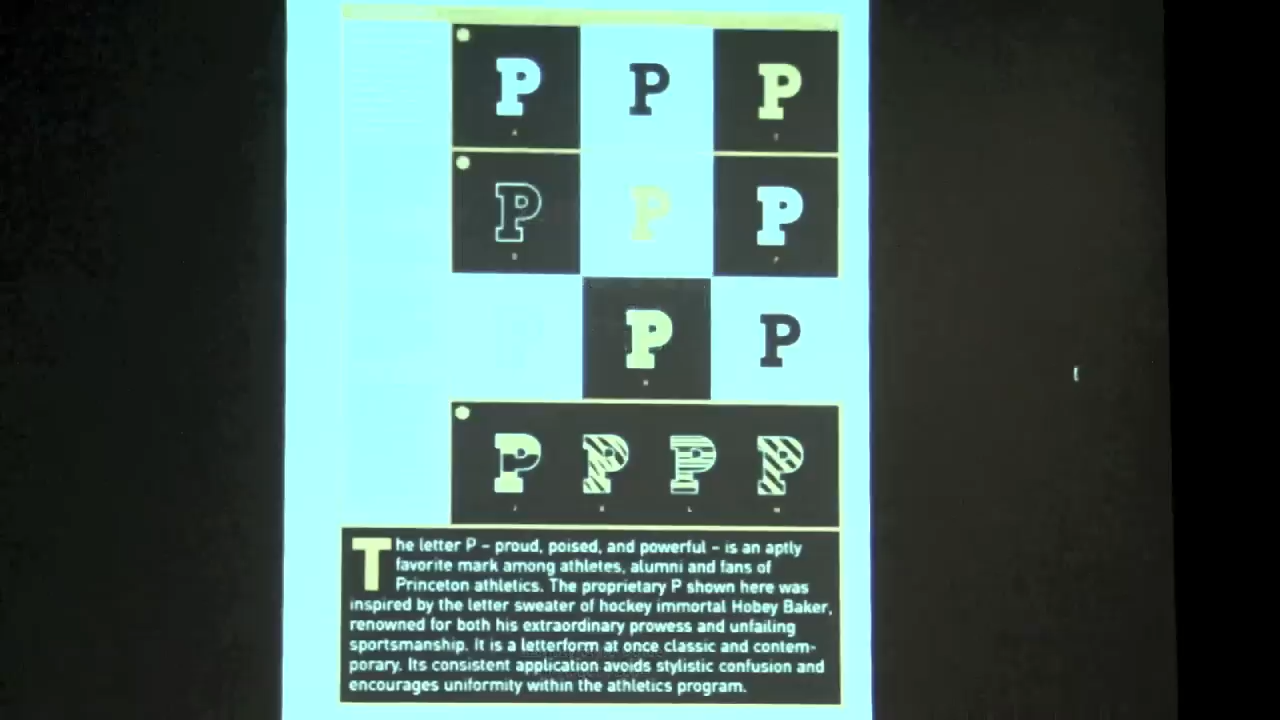 P P P
P P P
P P
P P P P
The letter P – proud, poised, and powerful – is an aptly
favorite mark among athletes, alumni and fans of
Princeton athletics. The proprietary P shown here was
inspired by the letter sweater of hockey immortal Hobey Baker,
renowned for both his extraordinary prowess and unfailing
sportsmanship. It is a letterform at once classic and contem-
porary. Its consistent application avoids stylistic confusion and
encourages uniformity within the athletics program.